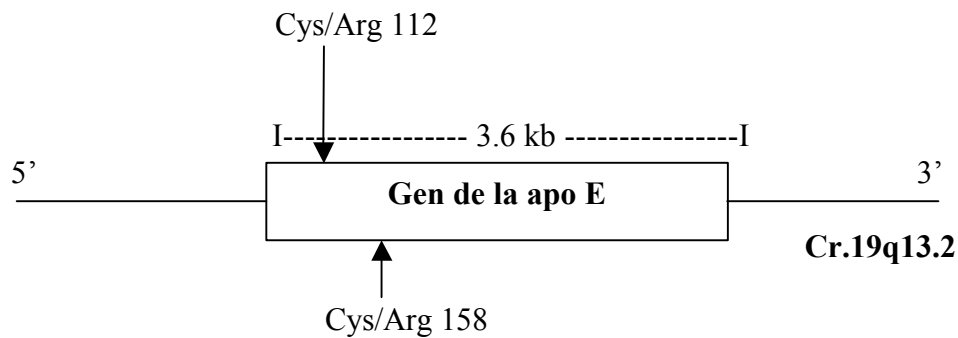 Cys/Arg 112
I---------------- 3.6 kb ---------------I
5’
Gen de la apo E
3’
Cr.19q13.2
Cys/Arg 158